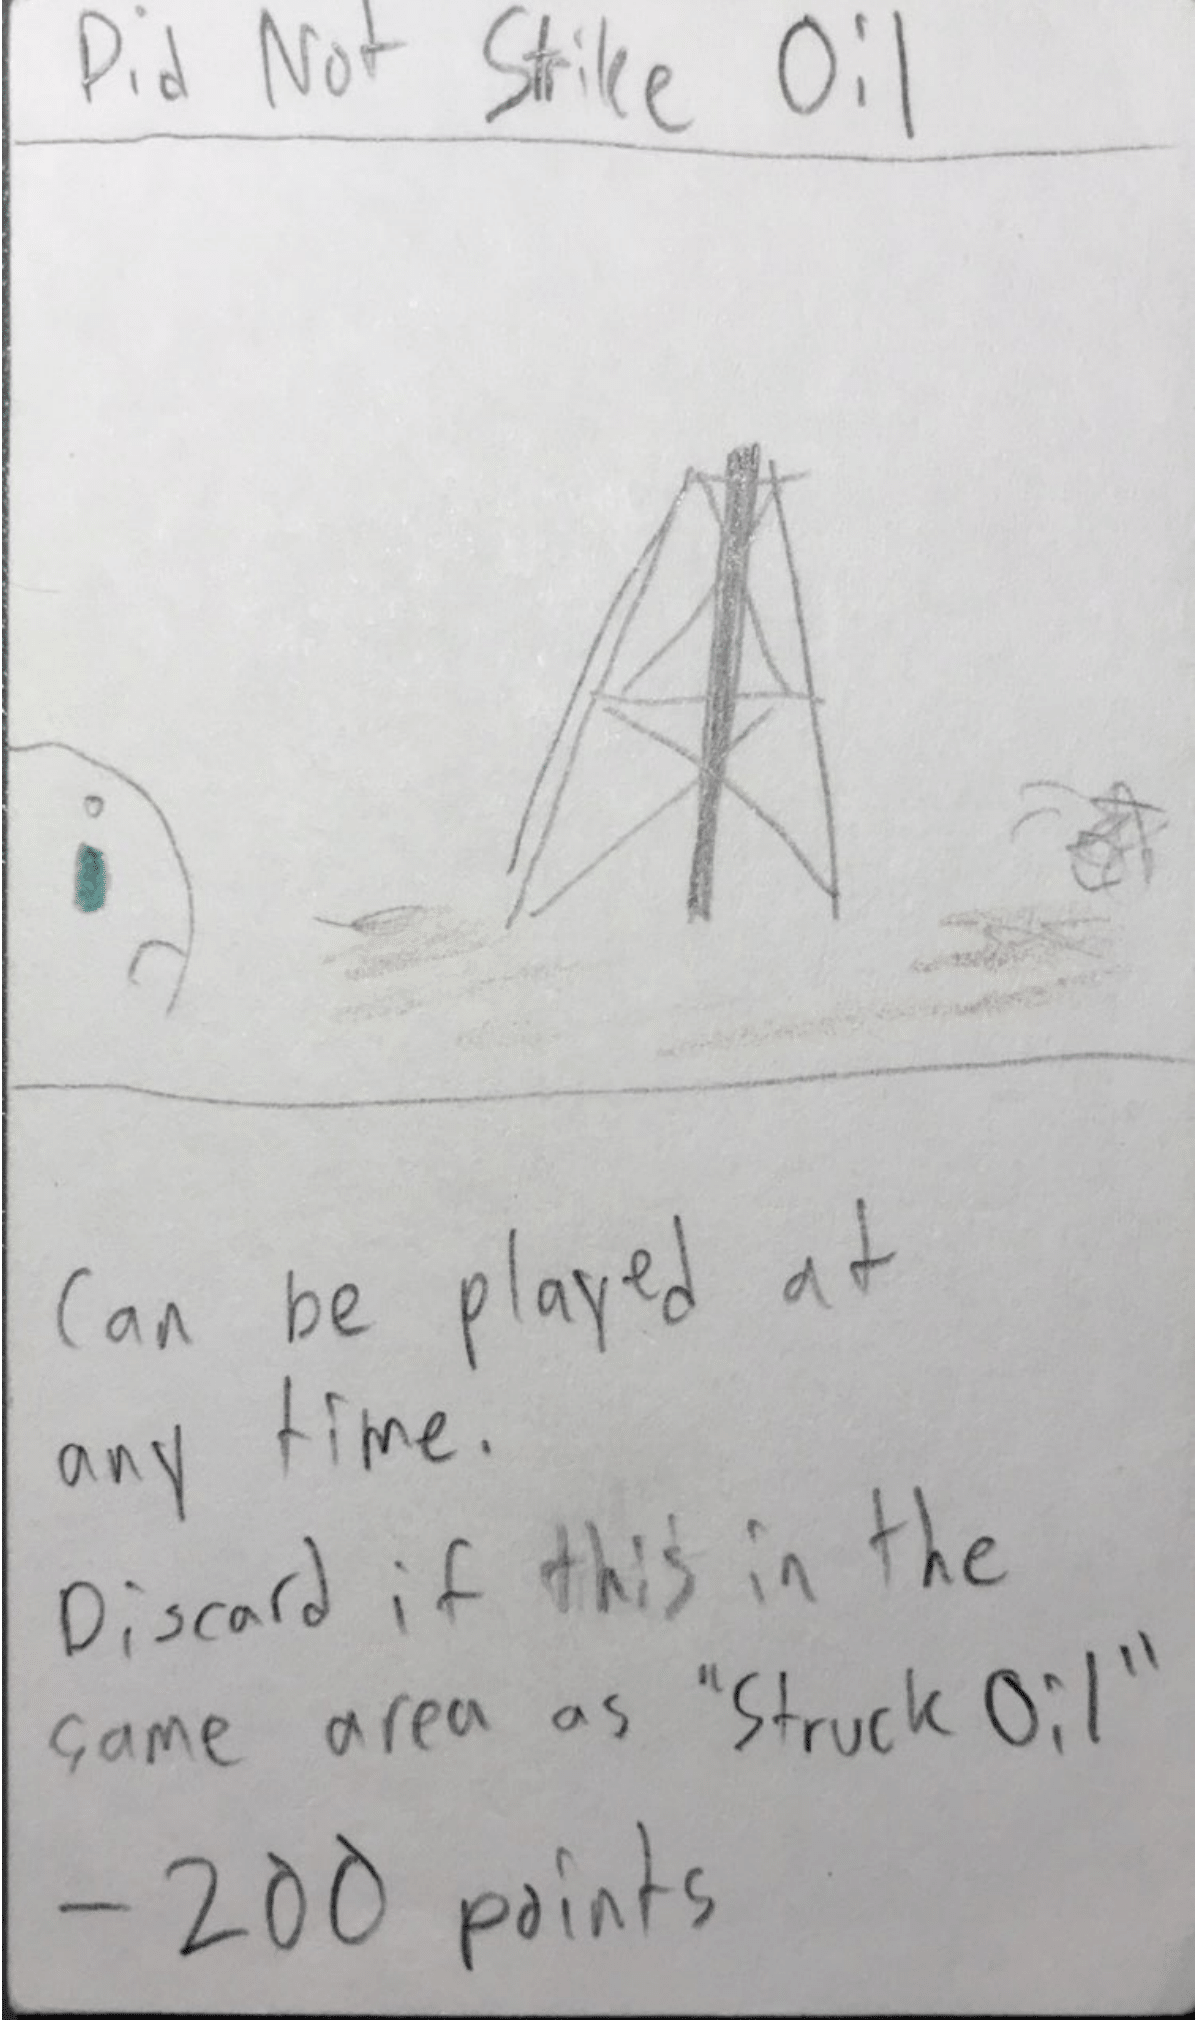 Did Not Strike Oil
Can be played at
any time.
Discard if this in the
same area as "Struck Oil"
- 200 points